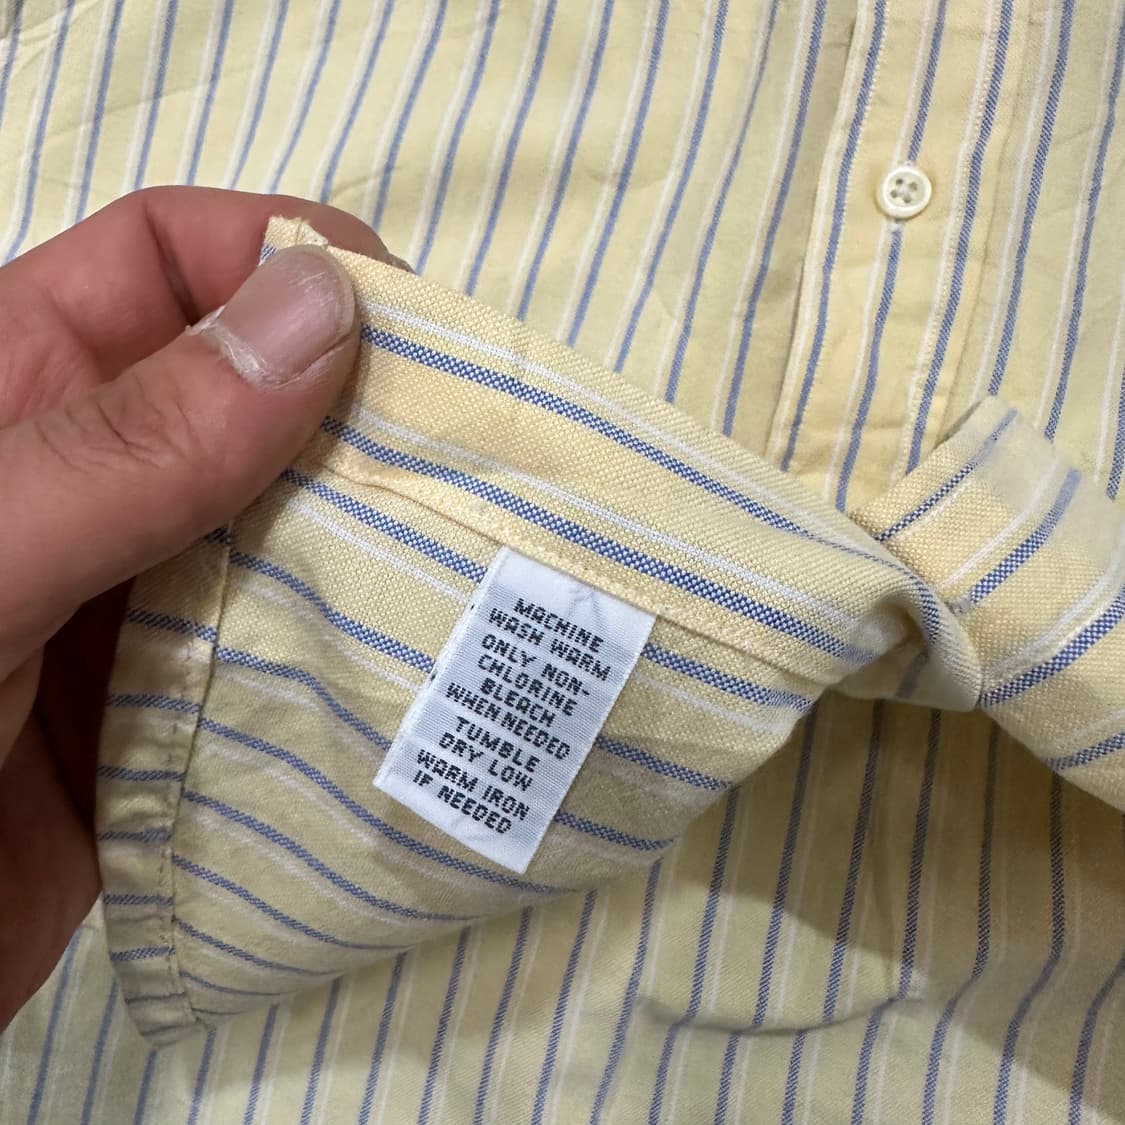 MACHINE
WASH WARM
ONLY NON-
CHLORINE
BLEACH
WHEN NEEDED
TUMBLE
DRY LOW
WARM IRON
IF NEEDED